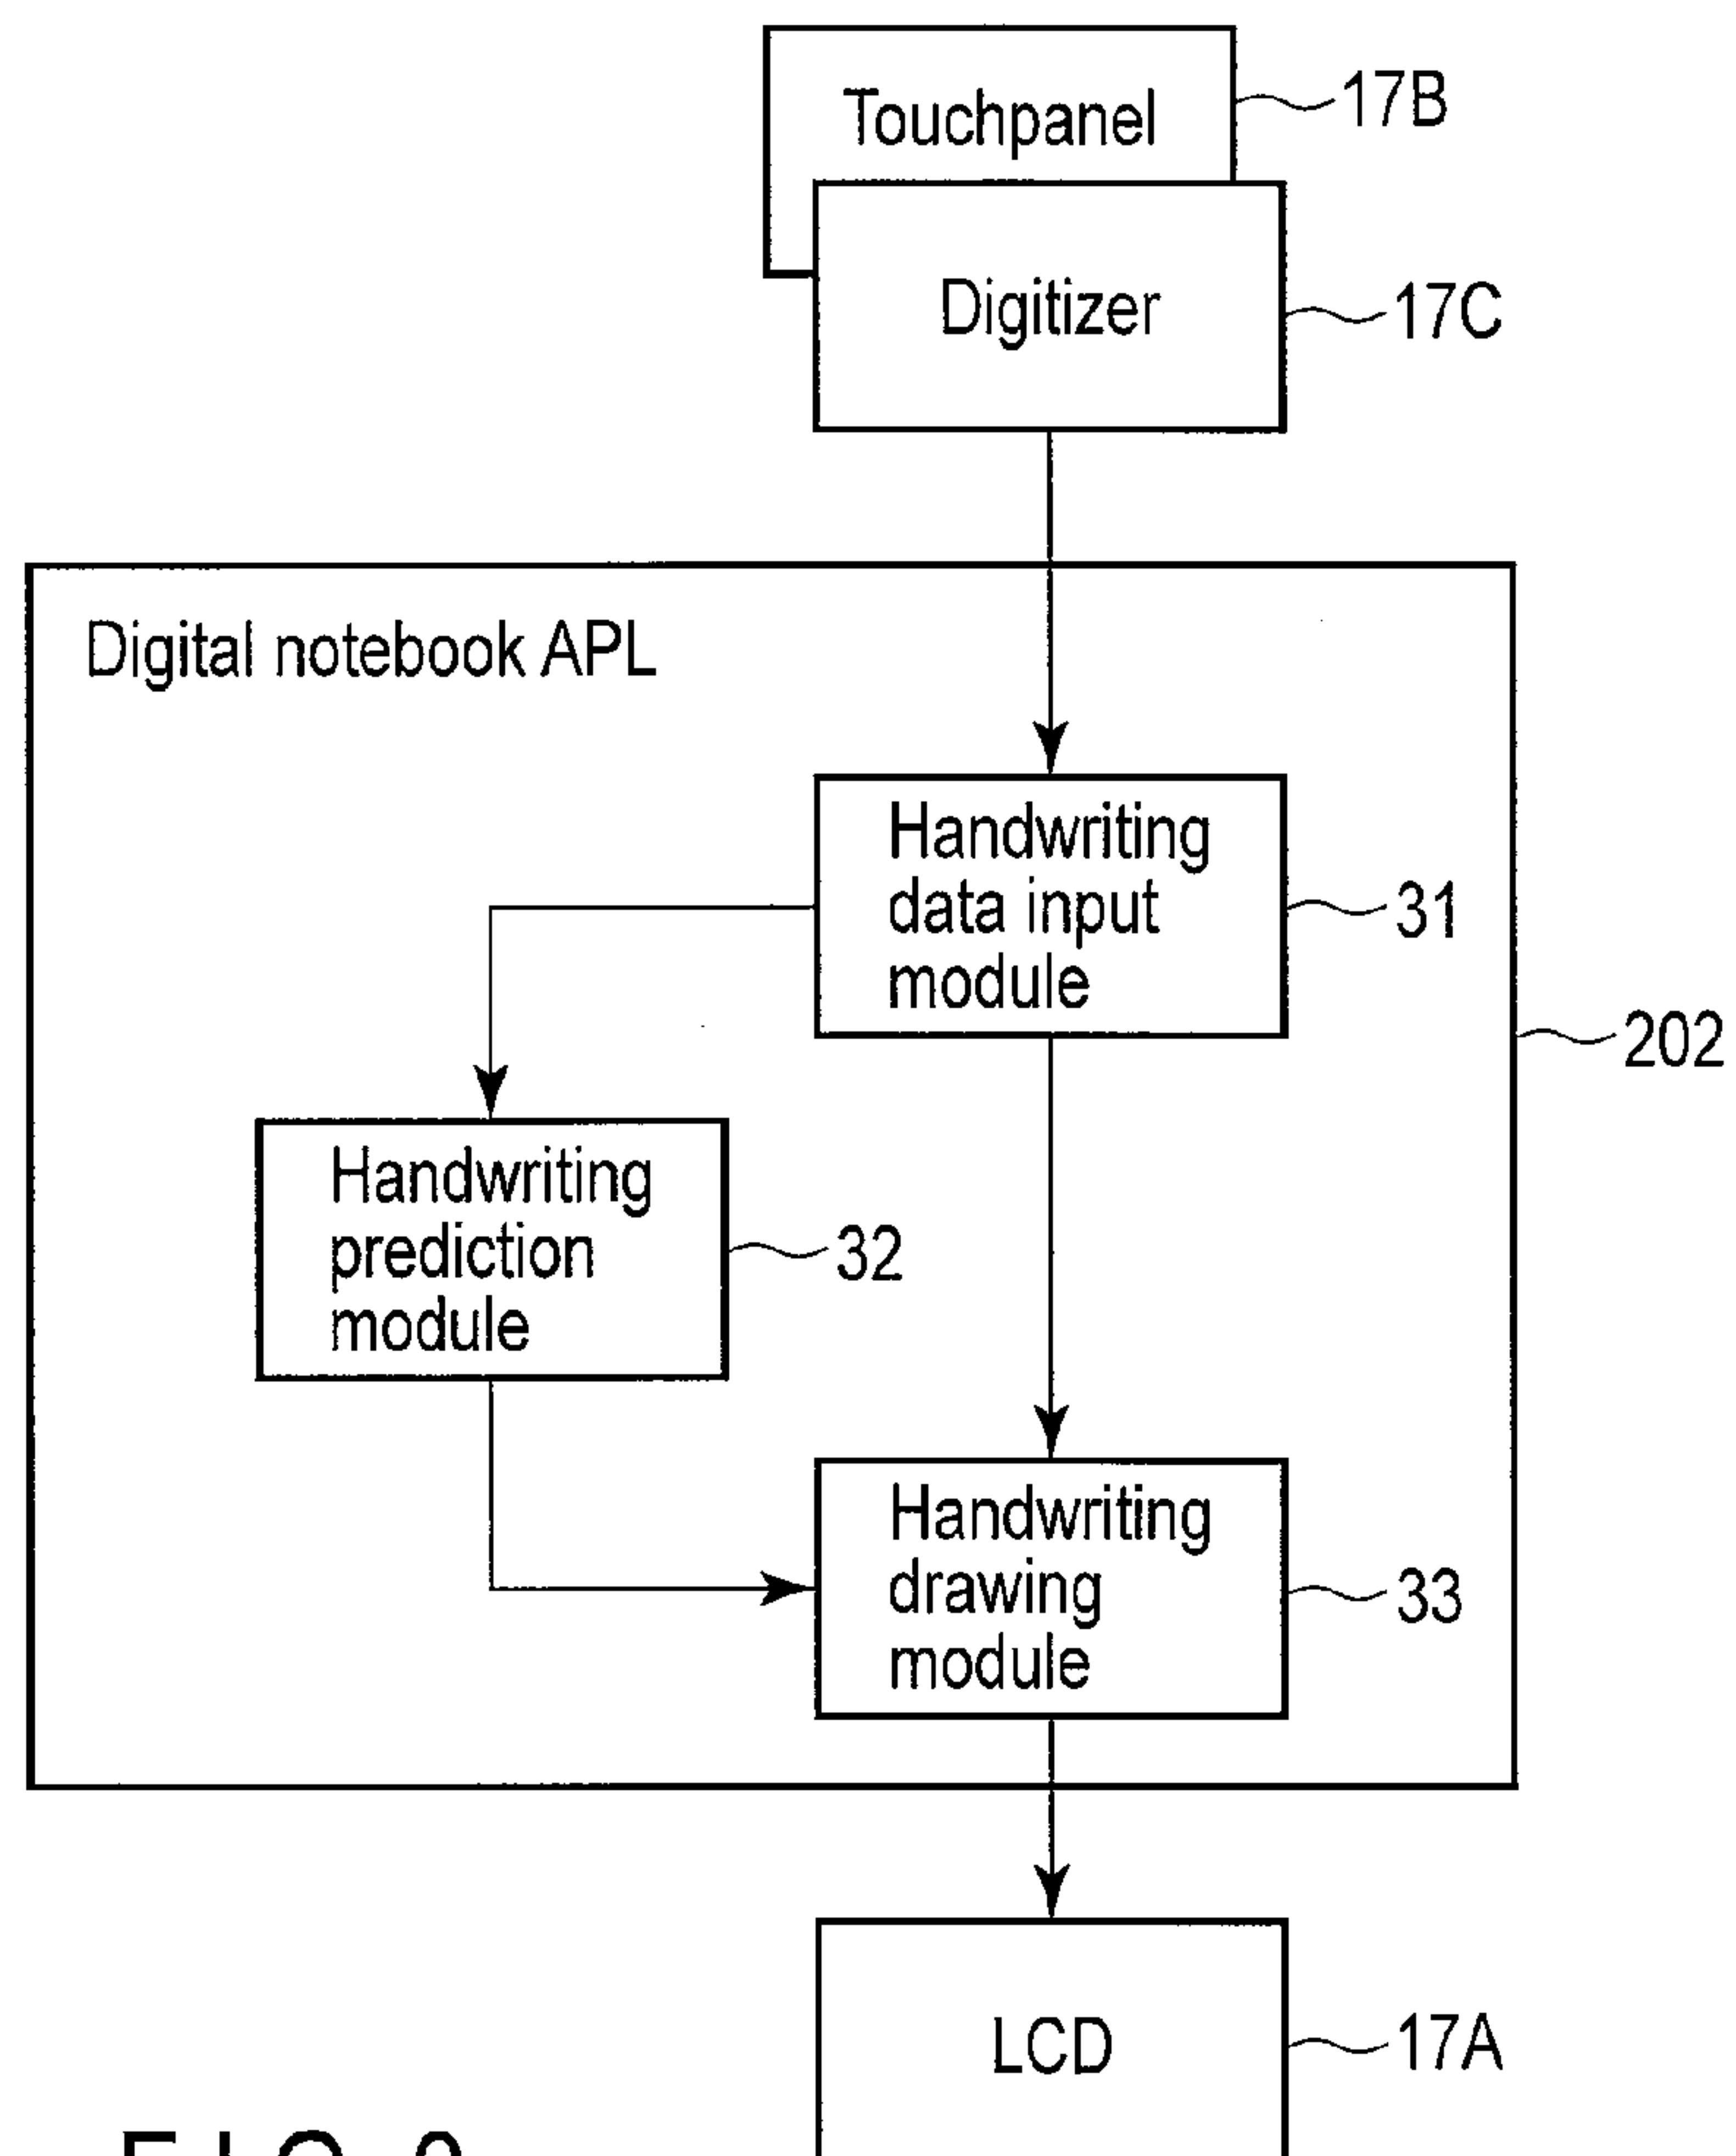 Touchpanel
17B
Digitizer
17C
Digital notebook APL
Handwriting
data input
module
31
202
Handwriting
prediction
module
32
Handwriting
drawing
module
33
LCD
17A